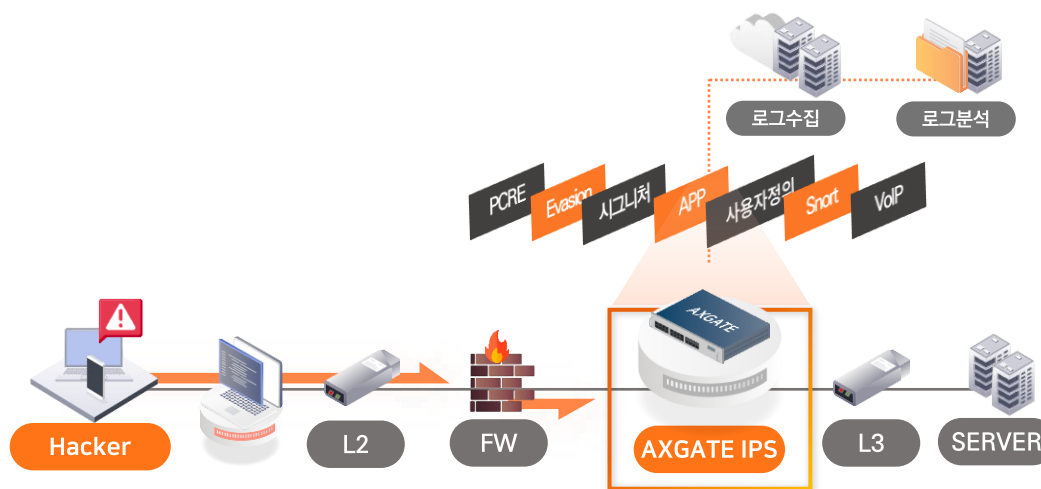 로그수집
로그분석
PCRE
Evasion
시그니처
APP
사용자정의
Snort
VoIP
AXGATE
Hacker
L2
FW
AXGATE IPS
L3
SERVER